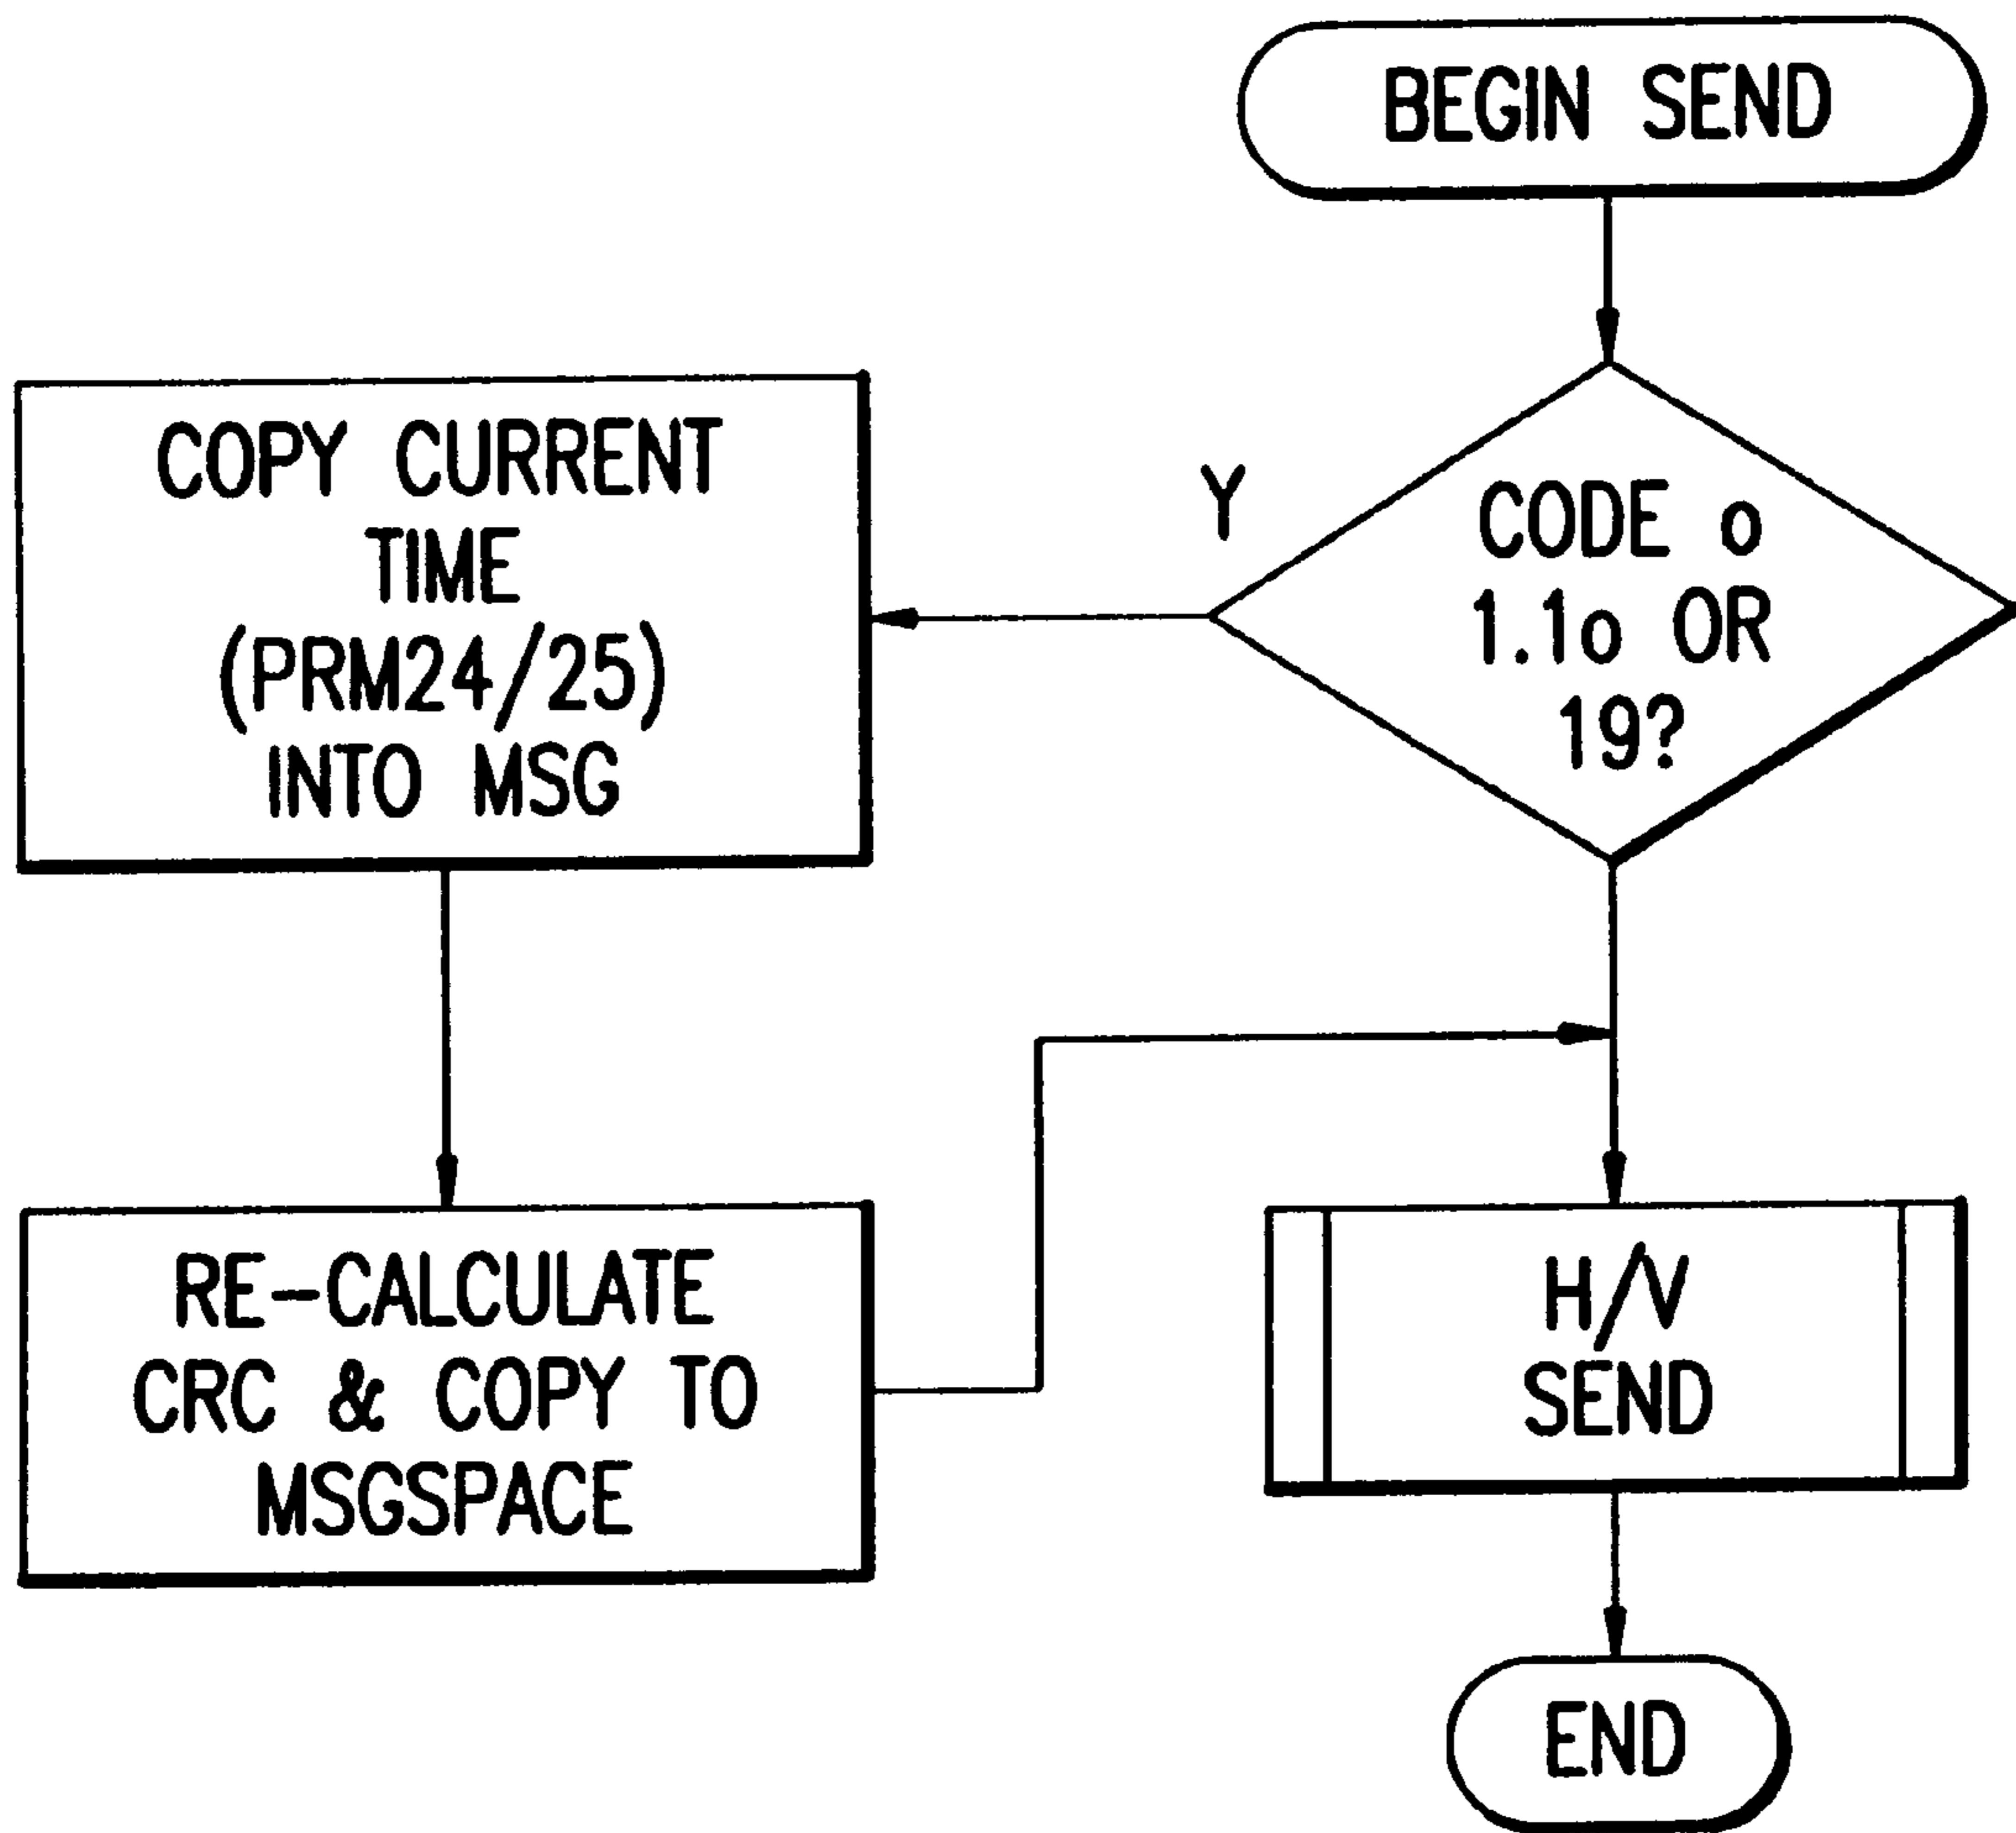 BEGIN SEND
CODE o
1.1o OR
19?
Y
COPY CURRENT
TIME
(PRM24/25)
INTO MSG
RE-CALCULATE
CRC & COPY TO
MSGSPACE
H/V
SEND
END